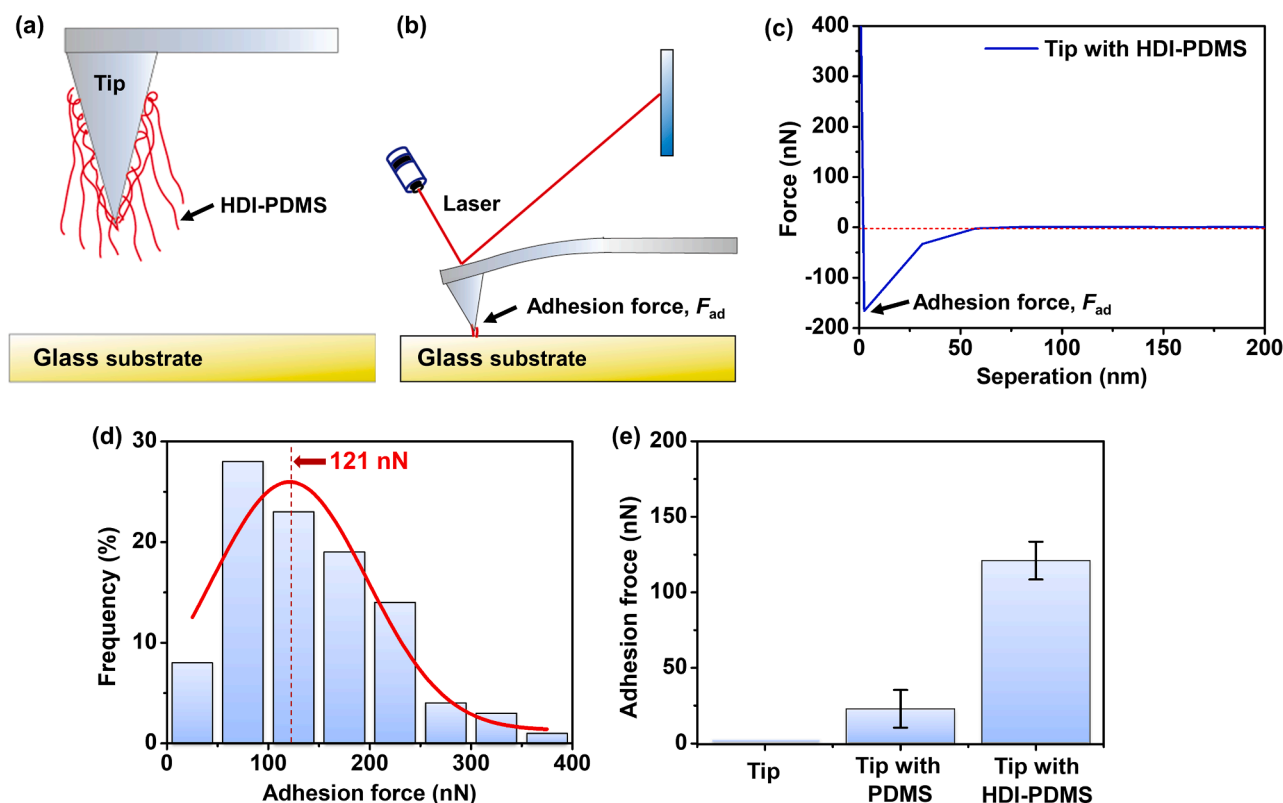 (a)
Tip
HDI-PDMS
Glass substrate
(b)
Laser
Adhesion force, Fad
Glass substrate
(c)
Force (nN)
400
300
200
100
0
-100
-200
Tip with HDI-PDMS
Adhesion force, Fad
0
50
100
150
200
Seperation (nm)
(d)
Frequency (%)
30
20
10
0
121 nN
0
100
200
300
400
Adhesion force (nN)
(e)
Adhesion froce (nN)
200
150
100
50
0
Tip
Tip with
PDMS
Tip with
HDI-PDMS